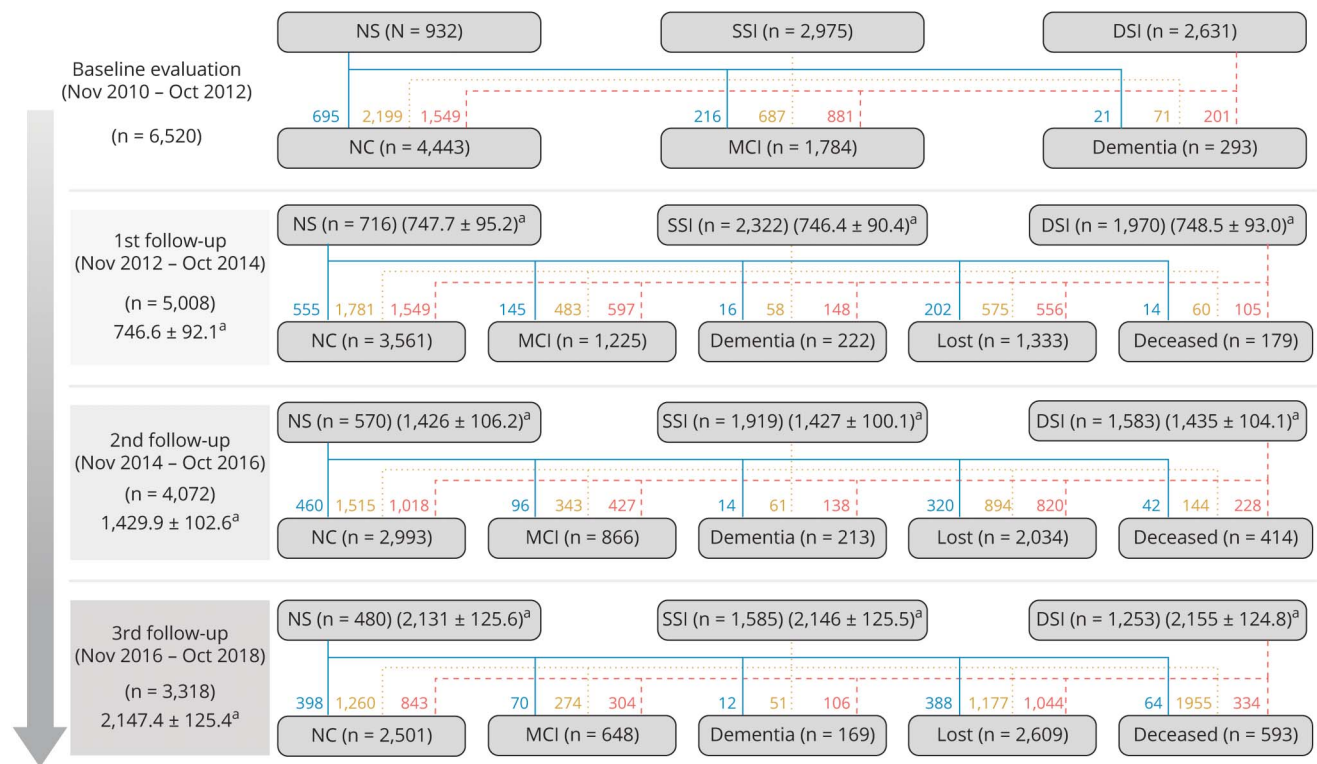 NS (N = 932) SSI (n = 2,975) DSI (n = 2,631)
Baseline evaluation
(Nov 2010 – Oct 2012)
(n = 6,520)
695 2,199 1,549 216 687 881 21 71 201
NC (n = 4,443) MCI (n = 1,784) Dementia (n = 293)
NS (n = 716) (747.7 ± 95.2)a SSI (n = 2,322) (746.4 ± 90.4)a DSI (n = 1,970) (748.5 ± 93.0)a
1st follow-up
(Nov 2012 – Oct 2014)
(n = 5,008)
746.6 ± 92.1a
555 1,781 1,549 145 483 597 16 58 148 202 575 556 14 60 105
NC (n = 3,561) MCI (n = 1,225) Dementia (n = 222) Lost (n = 1,333) Deceased (n = 179)
NS (n = 570) (1,426 ± 106.2)a SSI (n = 1,919) (1,427 ± 100.1)a DSI (n = 1,583) (1,435 ± 104.1)a
2nd follow-up
(Nov 2014 – Oct 2016)
(n = 4,072)
1,429.9 ± 102.6a
460 1,515 1,018 96 343 427 14 61 138 320 894 820 42 144 228
NC (n = 2,993) MCI (n = 866) Dementia (n = 213) Lost (n = 2,034) Deceased (n = 414)
NS (n = 480) (2,131 ± 125.6)a SSI (n = 1,585) (2,146 ± 125.5)a DSI (n = 1,253) (2,155 ± 124.8)a
3rd follow-up
(Nov 2016 – Oct 2018)
(n = 3,318)
2,147.4 ± 125.4a
398 1,260 843 70 274 304 12 51 106 388 1,177 1,044 64 1955 334
NC (n = 2,501) MCI (n = 648) Dementia (n = 169) Lost (n = 2,609) Deceased (n = 593)